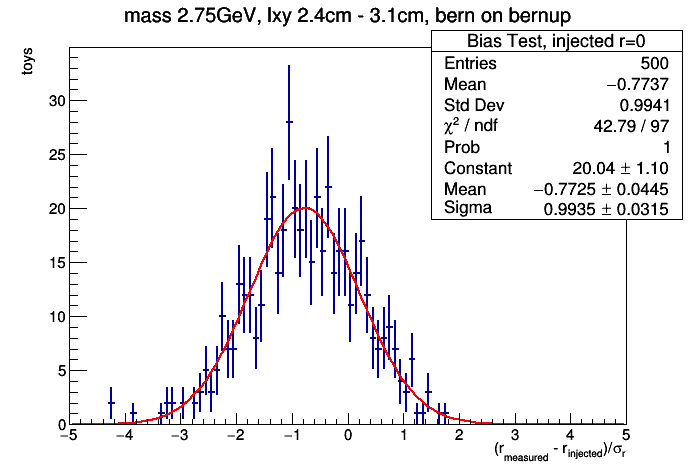 mass 2.75GeV, lxy 2.4cm - 3.1cm, bern on bernup
Bias Test, injected r=0
Entries 500
Mean −0.7737
Std Dev 0.9941
χ² / ndf 42.79 / 97
Prob 1
Constant 20.04 ± 1.10
Mean −0.7725 ± 0.0445
Sigma 0.9935 ± 0.0315
toys
30
25
20
15
10
5
0
−5 −4 −3 −2 −1 0 1 2 3 4 5
(r_measured - r_injected)/σ_r